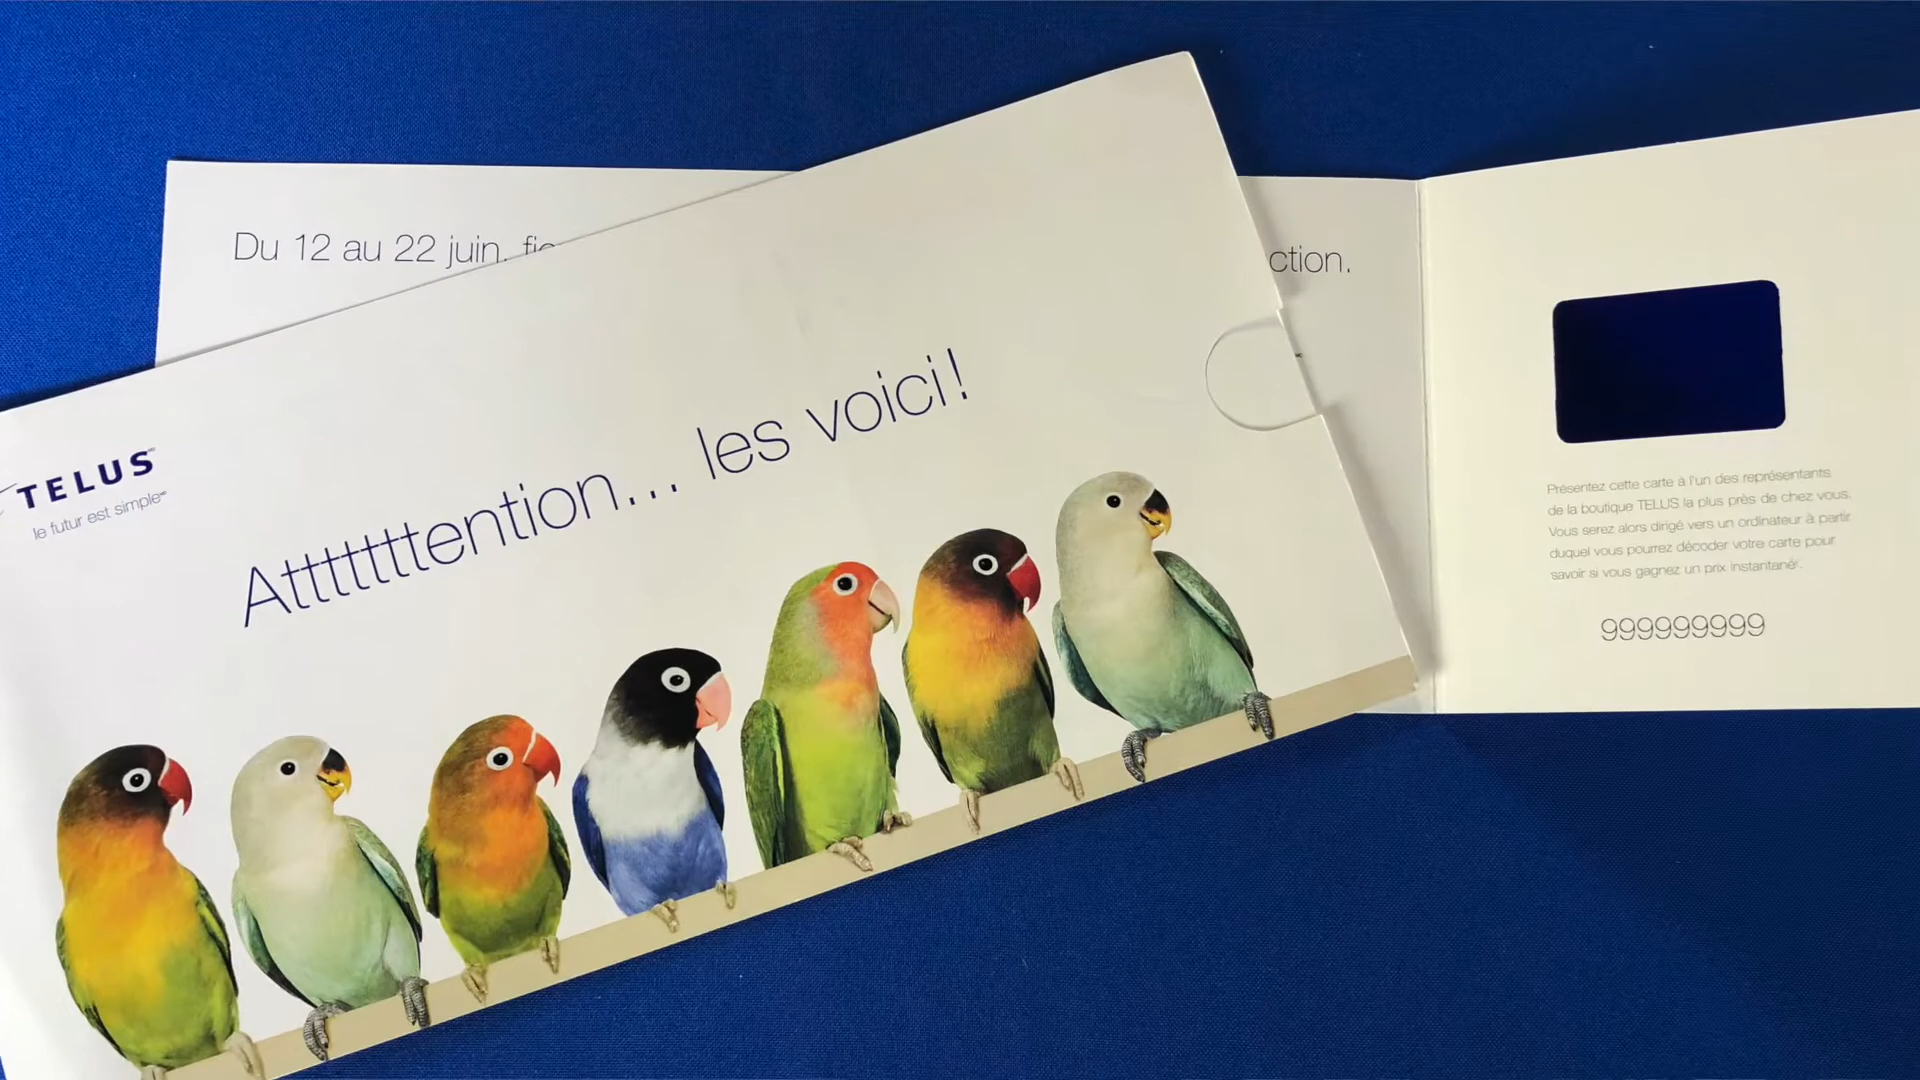 Du 12 au 22 juin,
ction.
TELUS
le futur est simple
Atttttttention... les voici !
Présentez cette carte à l'un des représentants
de la boutique TELUS la plus près de chez vous.
Vous serez alors dirigé vers un ordinateur à partir
duquel vous pourrez décoder votre carte pour
savoir si vous gagnez un prix instantané.
999999999